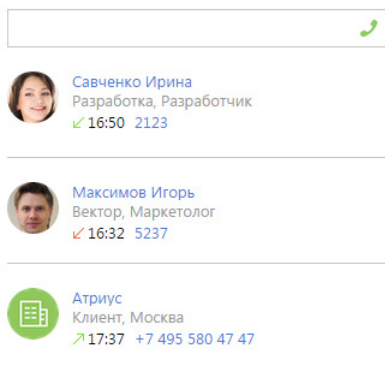 Савченко Ирина
Разработка, Разработчик
16:50 2123
Максимов Игорь
Вектор, Маркетолог
16:32 5237
Атриус
Клиент, Москва
17:37 +7 495 580 47 47